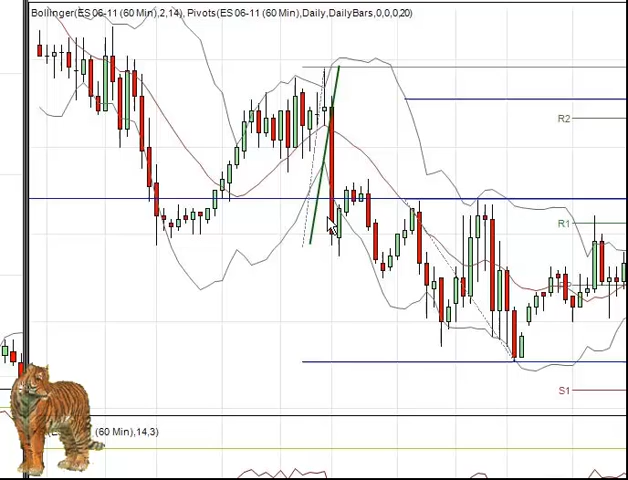 Bollinger(ES 06-11 (60 Min),2,14), Pivots(ES 06-11 (60 Min),Daily,DailyBars,0,0,0,20)
R2
R1
S1
(60 Min),14,3)